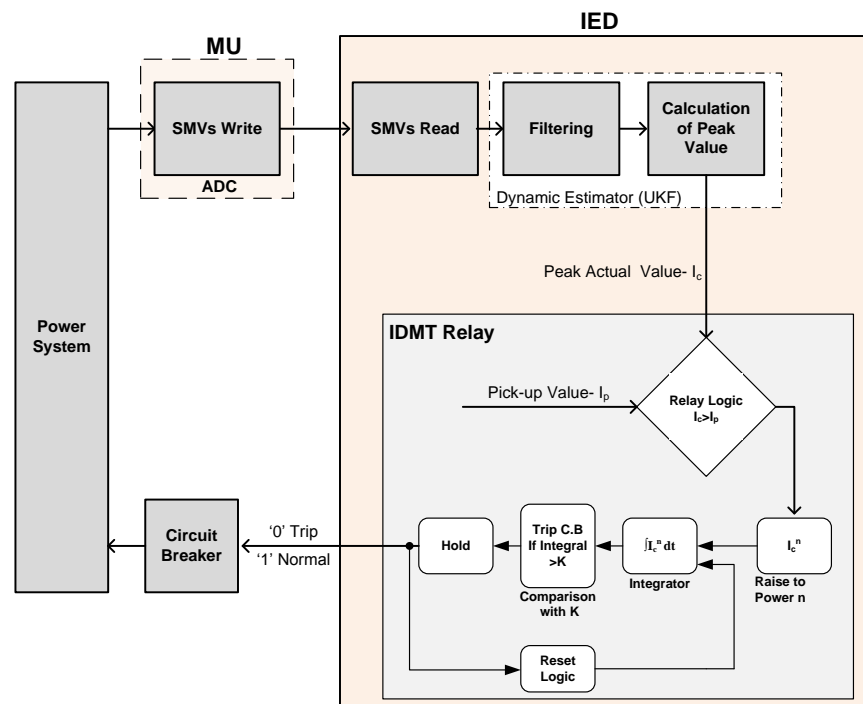 IED
MU
SMVs Write
ADC
SMVs Read
Filtering
Calculation
of Peak
Value
Dynamic Estimator (UKF)
Peak Actual Value- Ic
Power
System
IDMT Relay
Pick-up Value- Ip
Relay Logic
Ic>Ip
Circuit
Breaker
‘0’ Trip
‘1’ Normal
Hold
Trip C.B
If Integral
>K
Comparison
with K
∫Icⁿ dt
Integrator
Icⁿ
Raise to
Power n
Reset
Logic